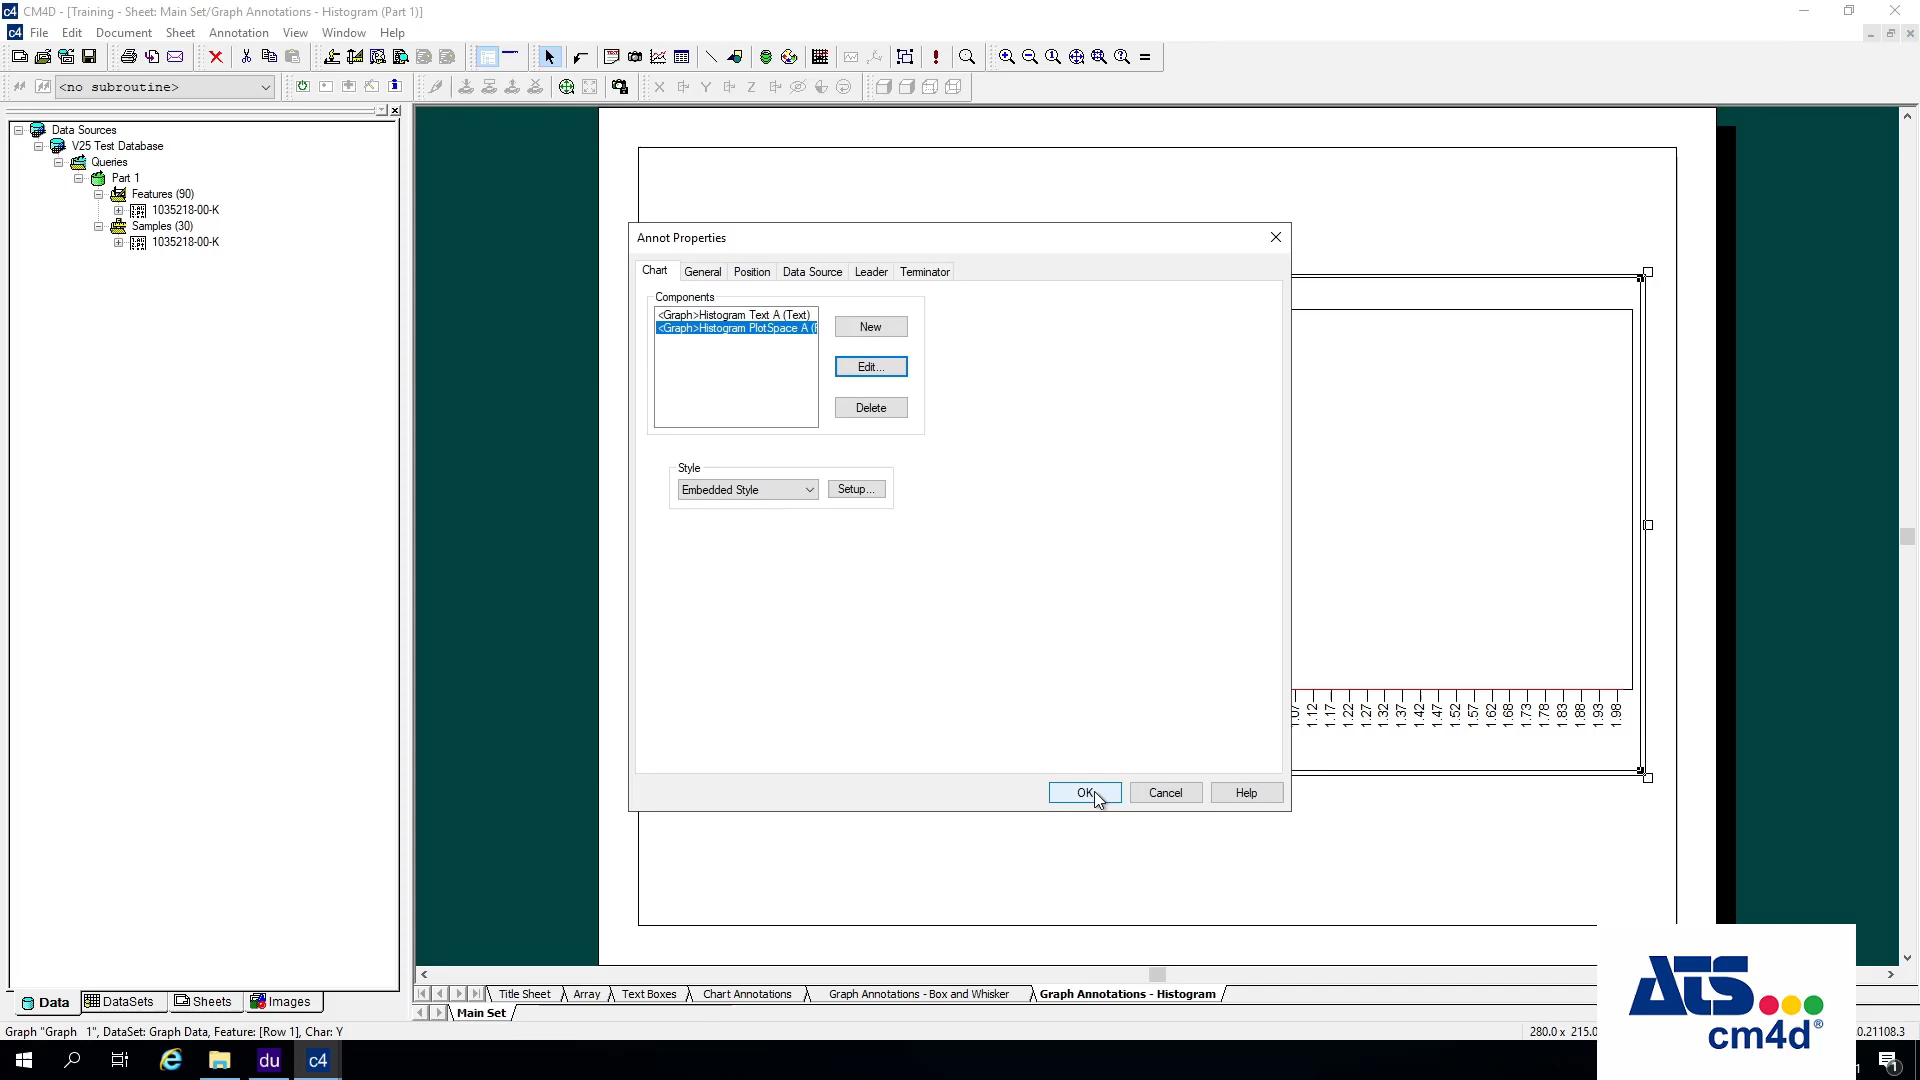 c4 CM4D - [Training - Sheet: Main Set/Graph Annotations - Histogram (Part 1)]
c4 File Edit Document Sheet Annotation View Window Help
<no subroutine>
Data Sources
V25 Test Database
Queries
Part 1
Features (90)
1035218-00-K
Samples (30)
1035218-00-K
Annot Properties
Chart General Position Data Source Leader Terminator
Components
<Graph>Histogram Text A (Text)
<Graph>Histogram PlotSpace A (
New
Edit...
Delete
Style
Embedded Style
Setup...
OK Cancel Help
1.07 1.12 1.17 1.22 1.27 1.32 1.37 1.42 1.47 1.52 1.57 1.62 1.68 1.73 1.78 1.83 1.88 1.93 1.98
Data DataSets Sheets Images
Title Sheet Array Text Boxes Chart Annotations Graph Annotations - Box and Whisker Graph Annotations - Histogram
Main Set
Graph "Graph 1", DataSet: Graph Data, Feature: [Row 1], Char: Y
280.0 x 215.0
0.21108.3
ATS
cm4d®
du c4
1